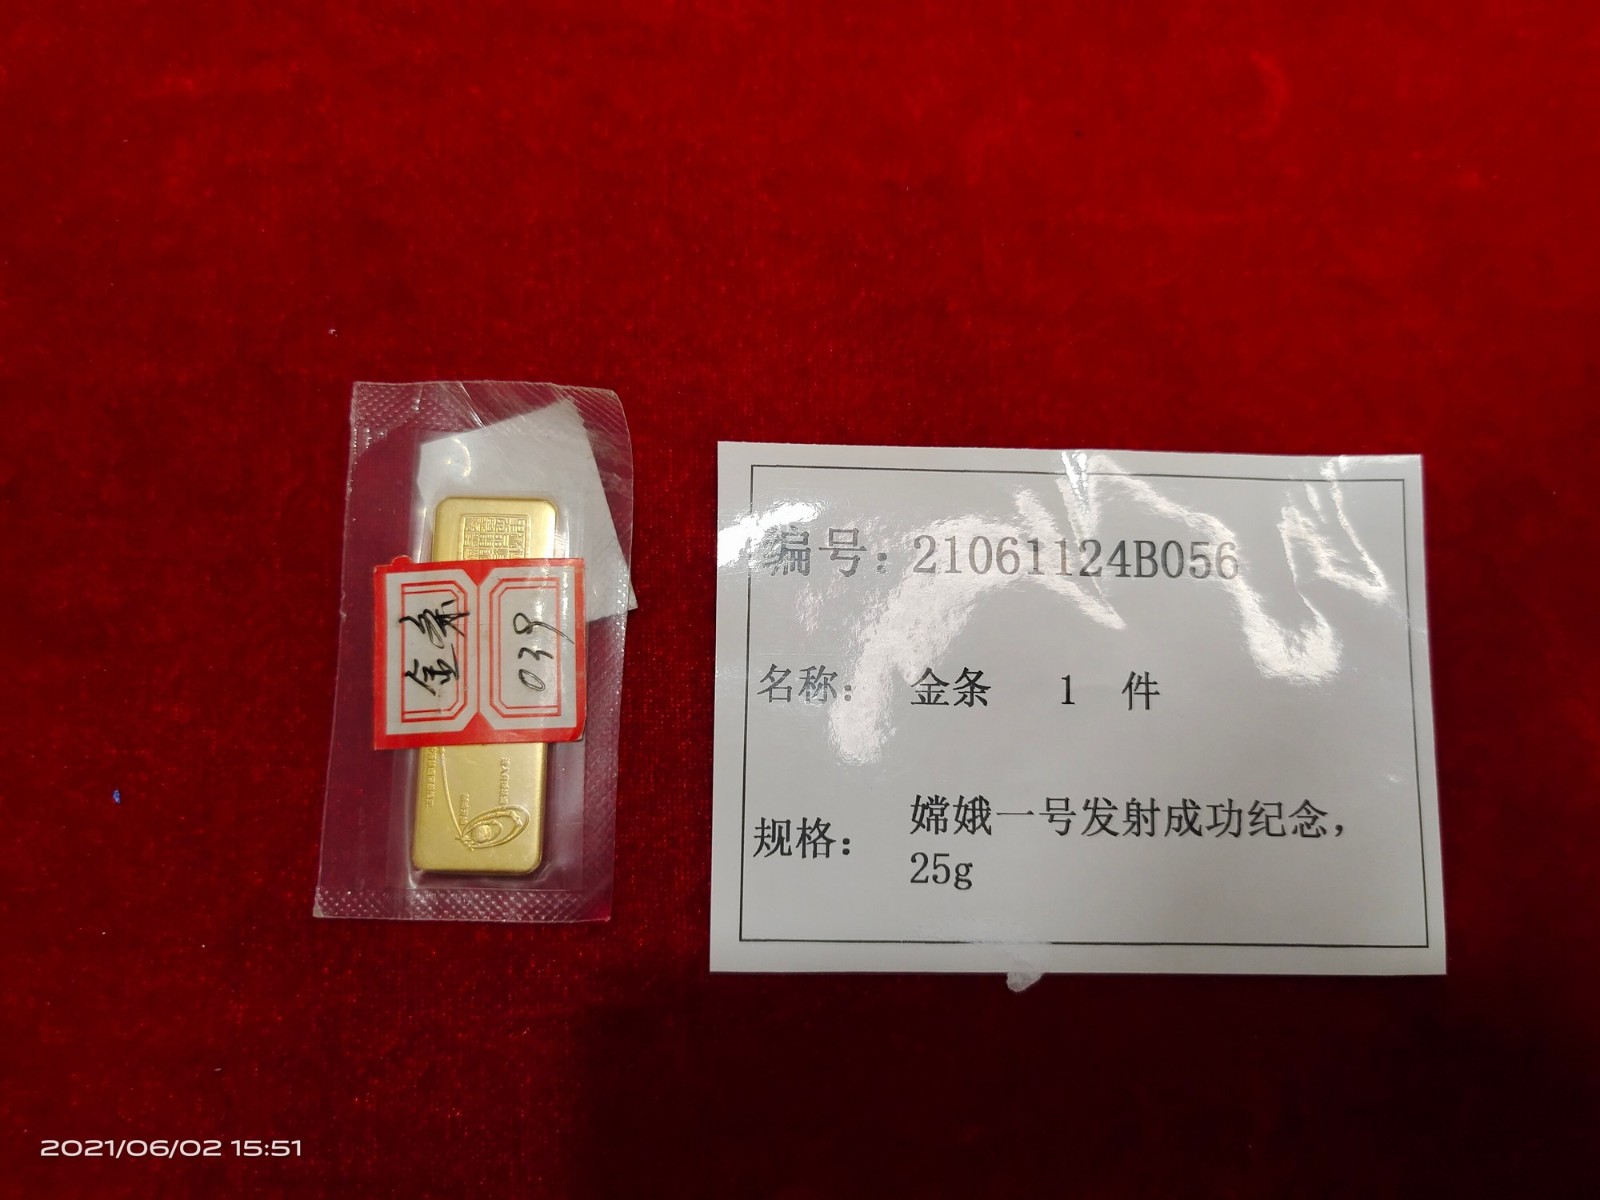 金条
039
编号：21061124B056
名称： 金条 1 件
规格： 嫦娥一号发射成功纪念，
25g
2021/06/02 15:51